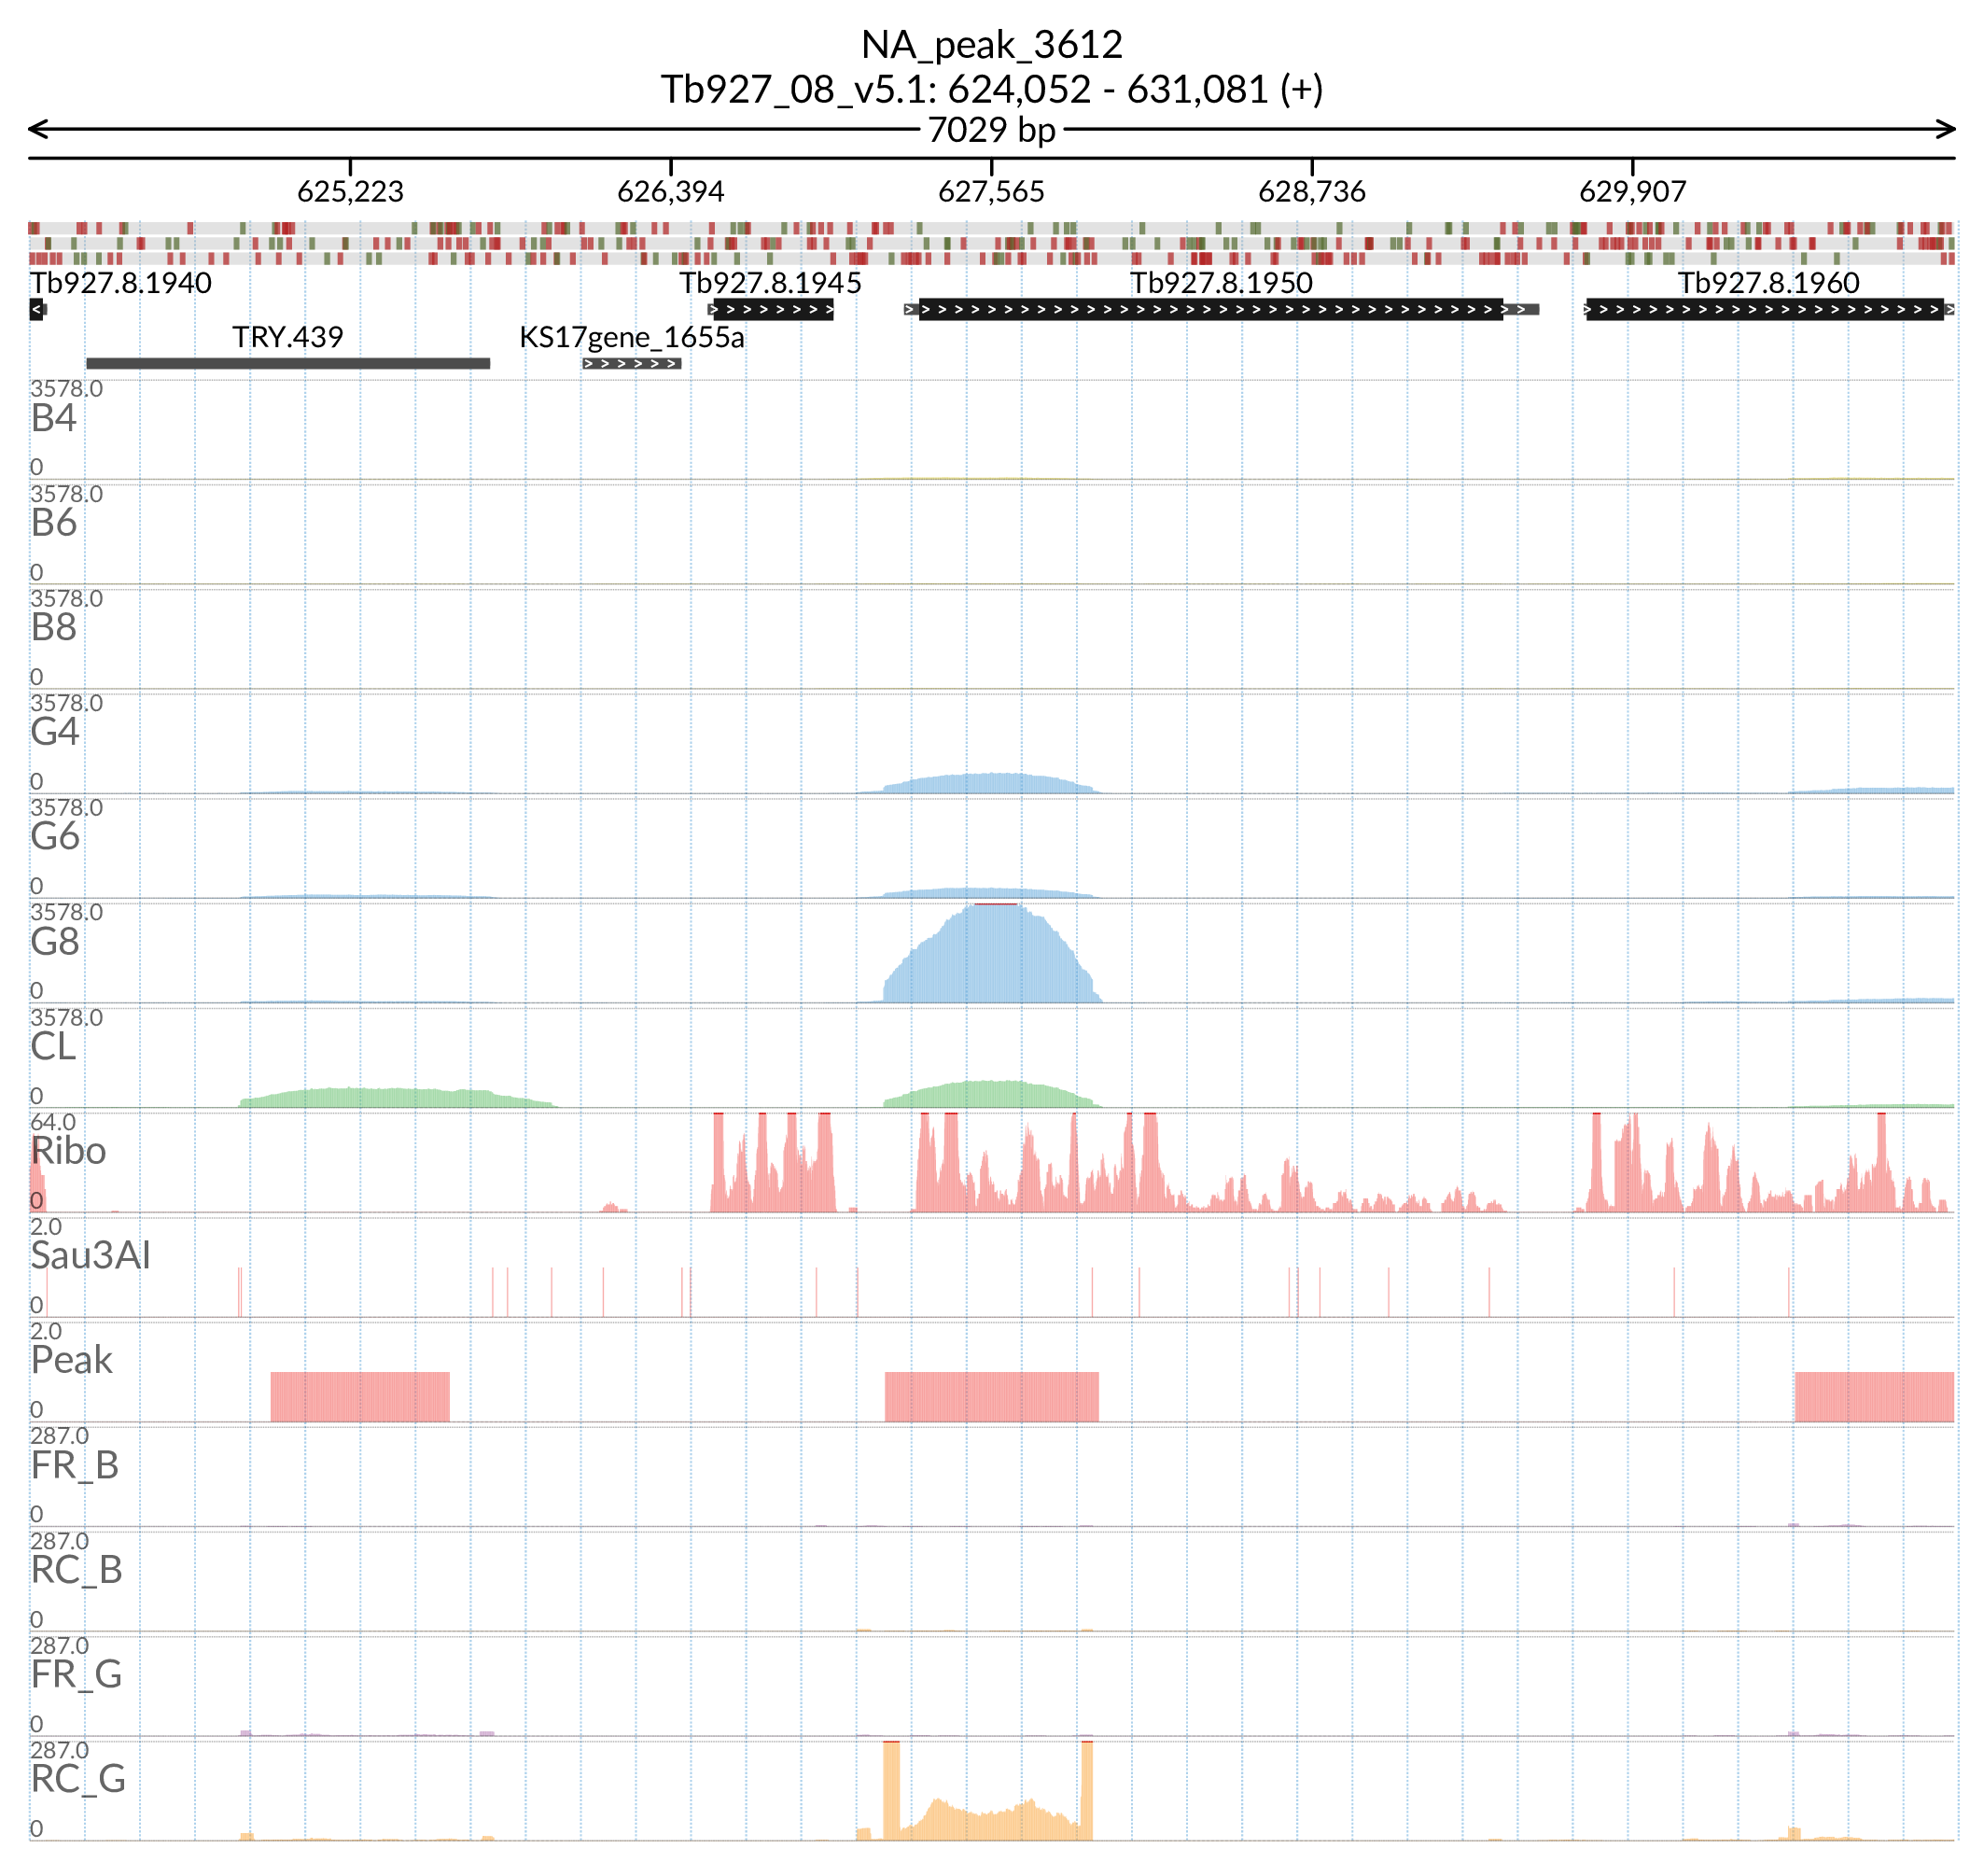 NA_peak_3612
Tb927_08_v5.1: 624,052 - 631,081 (+)
7029 bp
625,223 626,394 627,565 628,736 629,907
Tb927.8.1940 Tb927.8.1945 Tb927.8.1950 Tb927.8.1960
TRY.439 KS17gene_1655a
3578.0
B4
0
3578.0
B6
0
3578.0
B8
0
3578.0
G4
0
3578.0
G6
0
3578.0
G8
0
3578.0
CL
0
64.0
Ribo
0
2.0
Sau3AI
0
2.0
Peak
0
287.0
FR_B
0
287.0
RC_B
0
287.0
FR_G
0
287.0
RC_G
0